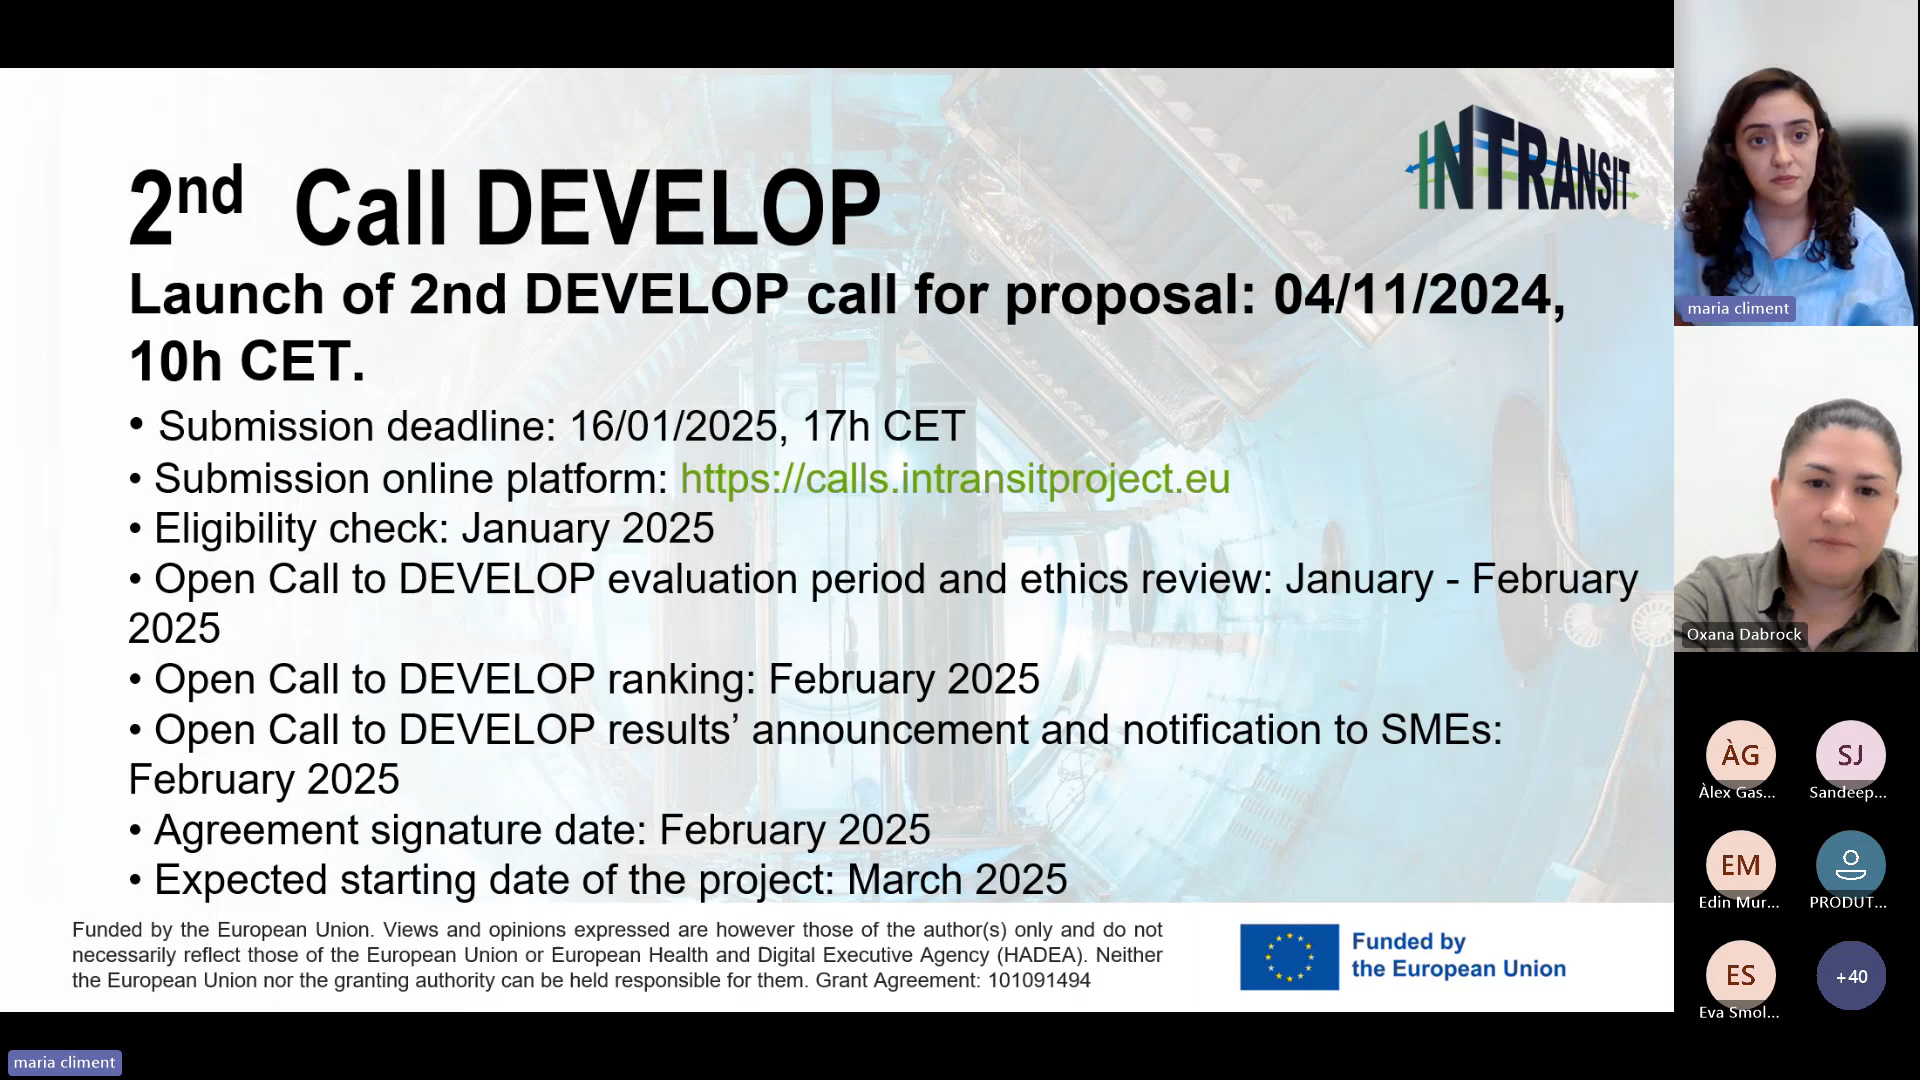 INTRANSIT
2nd Call DEVELOP
Launch of 2nd DEVELOP call for proposal: 04/11/2024,
10h CET.
• Submission deadline: 16/01/2025, 17h CET
• Submission online platform: https://calls.intransitproject.eu
• Eligibility check: January 2025
• Open Call to DEVELOP evaluation period and ethics review: January - February
2025
• Open Call to DEVELOP ranking: February 2025
• Open Call to DEVELOP results’ announcement and notification to SMEs:
February 2025
• Agreement signature date: February 2025
• Expected starting date of the project: March 2025
Funded by the European Union. Views and opinions expressed are however those of the author(s) only and do not
necessarily reflect those of the European Union or European Health and Digital Executive Agency (HADEA). Neither
the European Union nor the granting authority can be held responsible for them. Grant Agreement: 101091494
Funded by
the European Union
maria climent
maria climent
Oxana Dabrock
ÀG
Àlex Gas...
SJ
Sandeep...
EM
Edin Mur...
PRODUT...
ES
Eva Smol...
+40